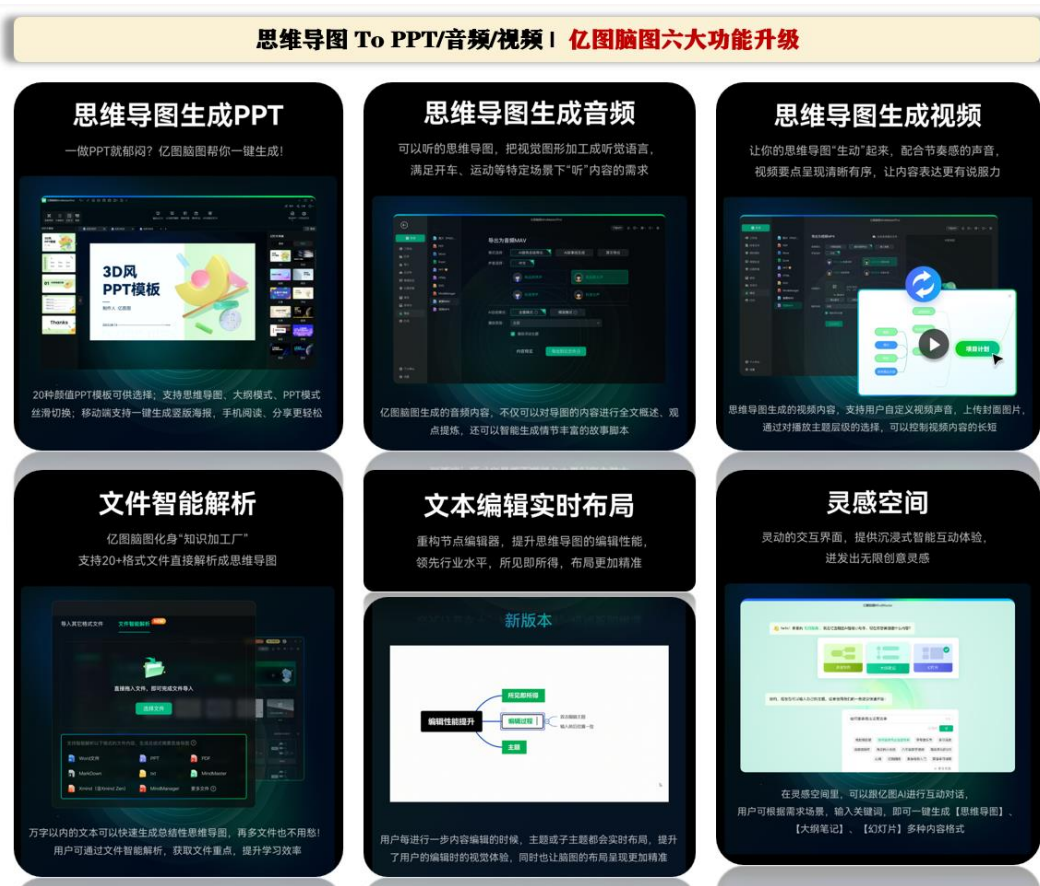 思维导图 To PPT/音频/视频 | 亿图脑图六大功能升级
思维导图生成PPT
一做PPT就郁闷？亿图脑图帮你一键生成！
3D风
PPT模板
Thanks
20种颜值PPT模板可供选择；支持思维导图、大纲模式、PPT模式
丝滑切换；移动端支持一键生成竖版海报，手机阅读、分享更轻松
思维导图生成音频
可以听的思维导图，把视觉图形加工成听觉语言，
满足开车、运动等特定场景下“听”内容的需求
导出为音频MAV
亿图脑图生成的音频内容，不仅可以对导图的内容进行全文概述、观
点提炼，还可以智能生成情节丰富的故事脚本
思维导图生成视频
让你的思维导图“生动”起来，配合节奏感的声音，
视频要点呈现清晰有序，让内容表达更有说服力
项目计划
思维导图生成的视频内容，支持用户自定义视频声音，上传封面图片，
通过对播放主题层级的选择，可以控制视频内容的长短
文件智能解析
亿图脑图化身“知识加工厂”
支持20+格式文件直接解析成思维导图
导入其它格式文件
文件智能解析
直接拖入文件，即可完成文件导入
选择文件
Word文件
PPT
PDF
MarkDown
txt
MindMaster
Xmind（含Xmind Zen）
MindManager
更多文件
万字以内的文本可以快速生成总结性思维导图，再多文件也不用愁！
用户可通过文件智能解析，获取文件重点，提升学习效率
文本编辑实时布局
重构节点编辑器，提升思维导图的编辑性能，
领先行业水平，所见即所得，布局更加精准
新版本
所见即所得
编辑性能提升
编辑过程
主题
用户每进行一步内容编辑的时候，主题或子主题都会实时布局，提升
了用户的编辑时的视觉体验，同时也让脑图的布局呈现更加精准
灵感空间
灵动的交互界面，提供沉浸式智能互动体验，
迸发出无限创意灵感
在灵感空间里，可以跟亿图AI进行互动对话，
用户可根据需求场景，输入关键词，即可一键生成【思维导图】、
【大纲笔记】、【幻灯片】多种内容格式